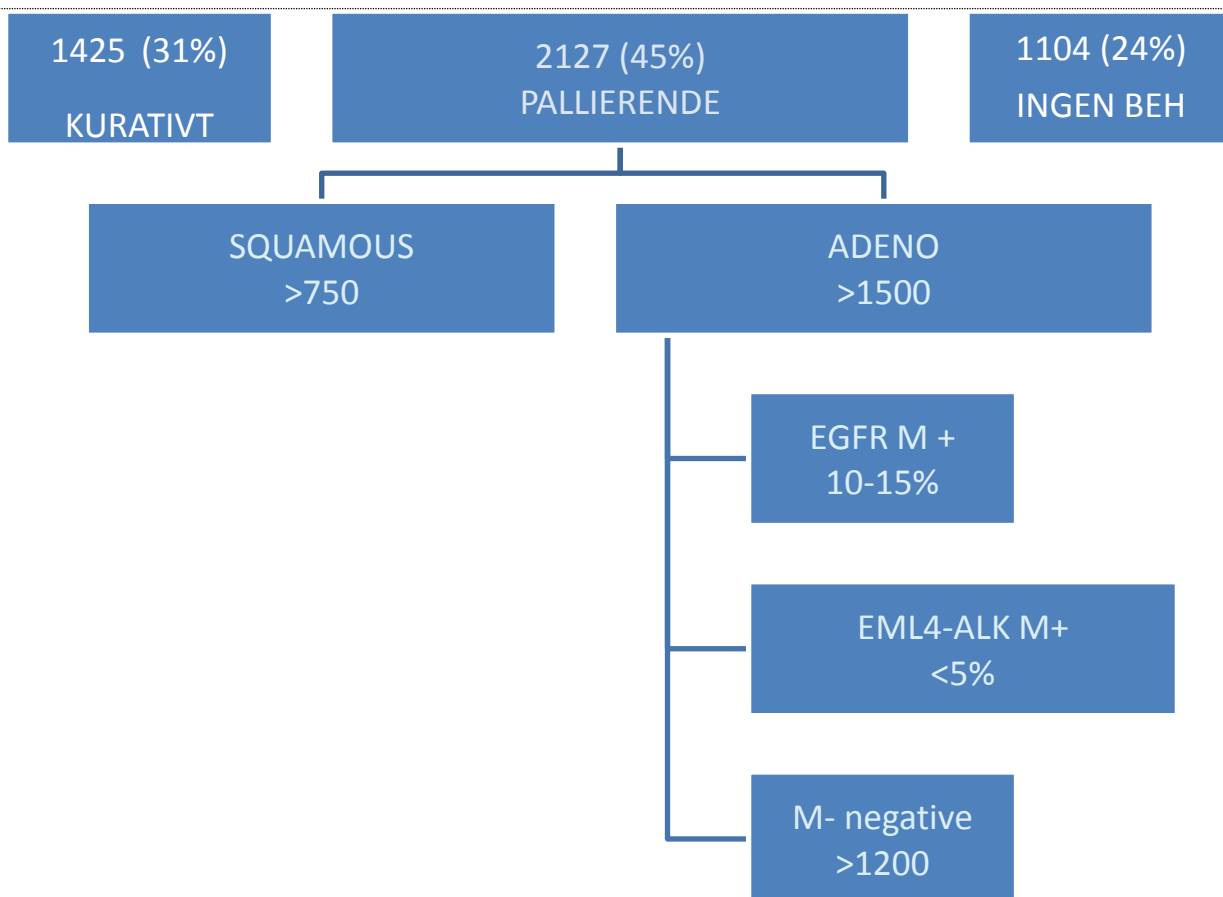 1425 (31%)
KURATIVT
2127 (45%)
PALLIERENDE
1104 (24%)
INGEN BEH
SQUAMOUS
>750
ADENO
>1500
EGFR M +
10-15%
EML4-ALK M+
<5%
M- negative
>1200